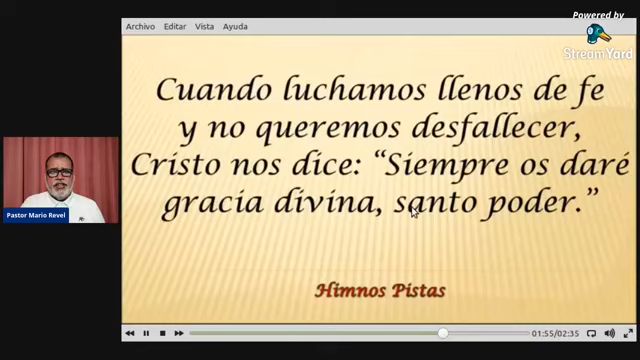 Powered by
StreamYard
Archivo Editar Vista Ayuda
Cuando luchamos llenos de fe
y no queremos desfallecer,
Cristo nos dice: “Siempre os daré
gracia divina, santo poder.”
Himnos Pistas
Pastor Mario Revel
01:55/02:35